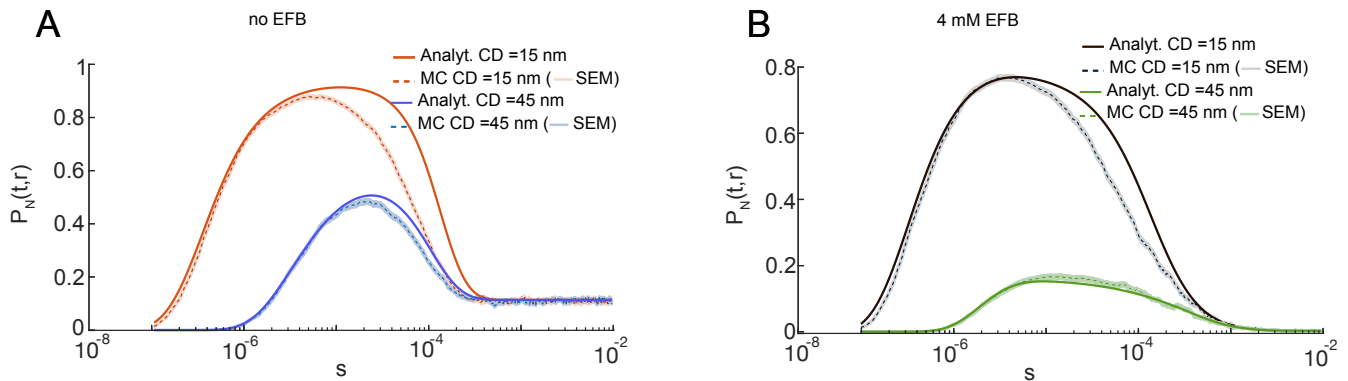 A
no EFB
Analyt. CD =15 nm
MC CD =15 nm (— SEM)
Analyt. CD =45 nm
MC CD =45 nm (— SEM)
P_N(t,r)
1
0.8
0.6
0.4
0.2
0
10^-8
10^-6
10^-4
10^-2
s
B
4 mM EFB
Analyt. CD =15 nm
MC CD =15 nm (— SEM)
Analyt. CD =45 nm
MC CD =45 nm (— SEM)
P_N(t,r)
0.8
0.6
0.4
0.2
0
10^-8
10^-6
10^-4
10^-2
s